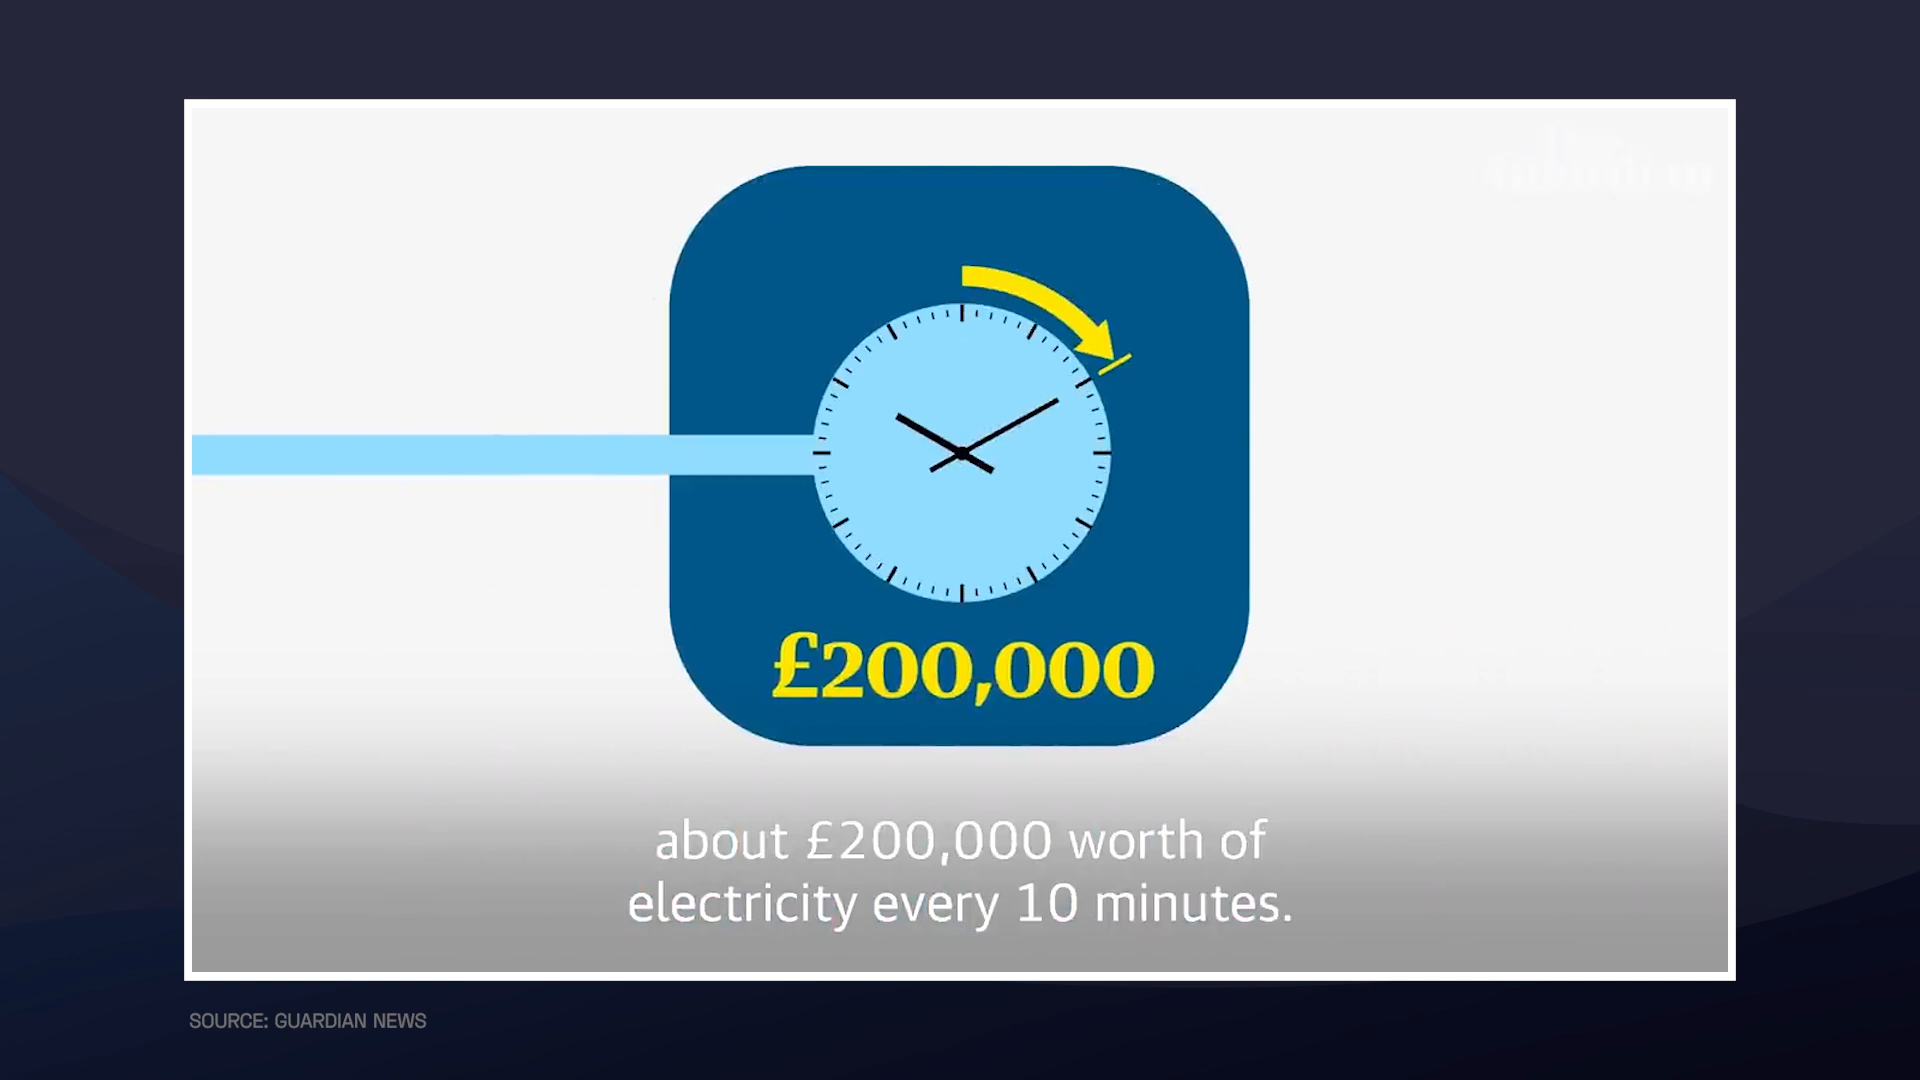 £200,000
about £200,000 worth of
electricity every 10 minutes.
SOURCE: GUARDIAN NEWS